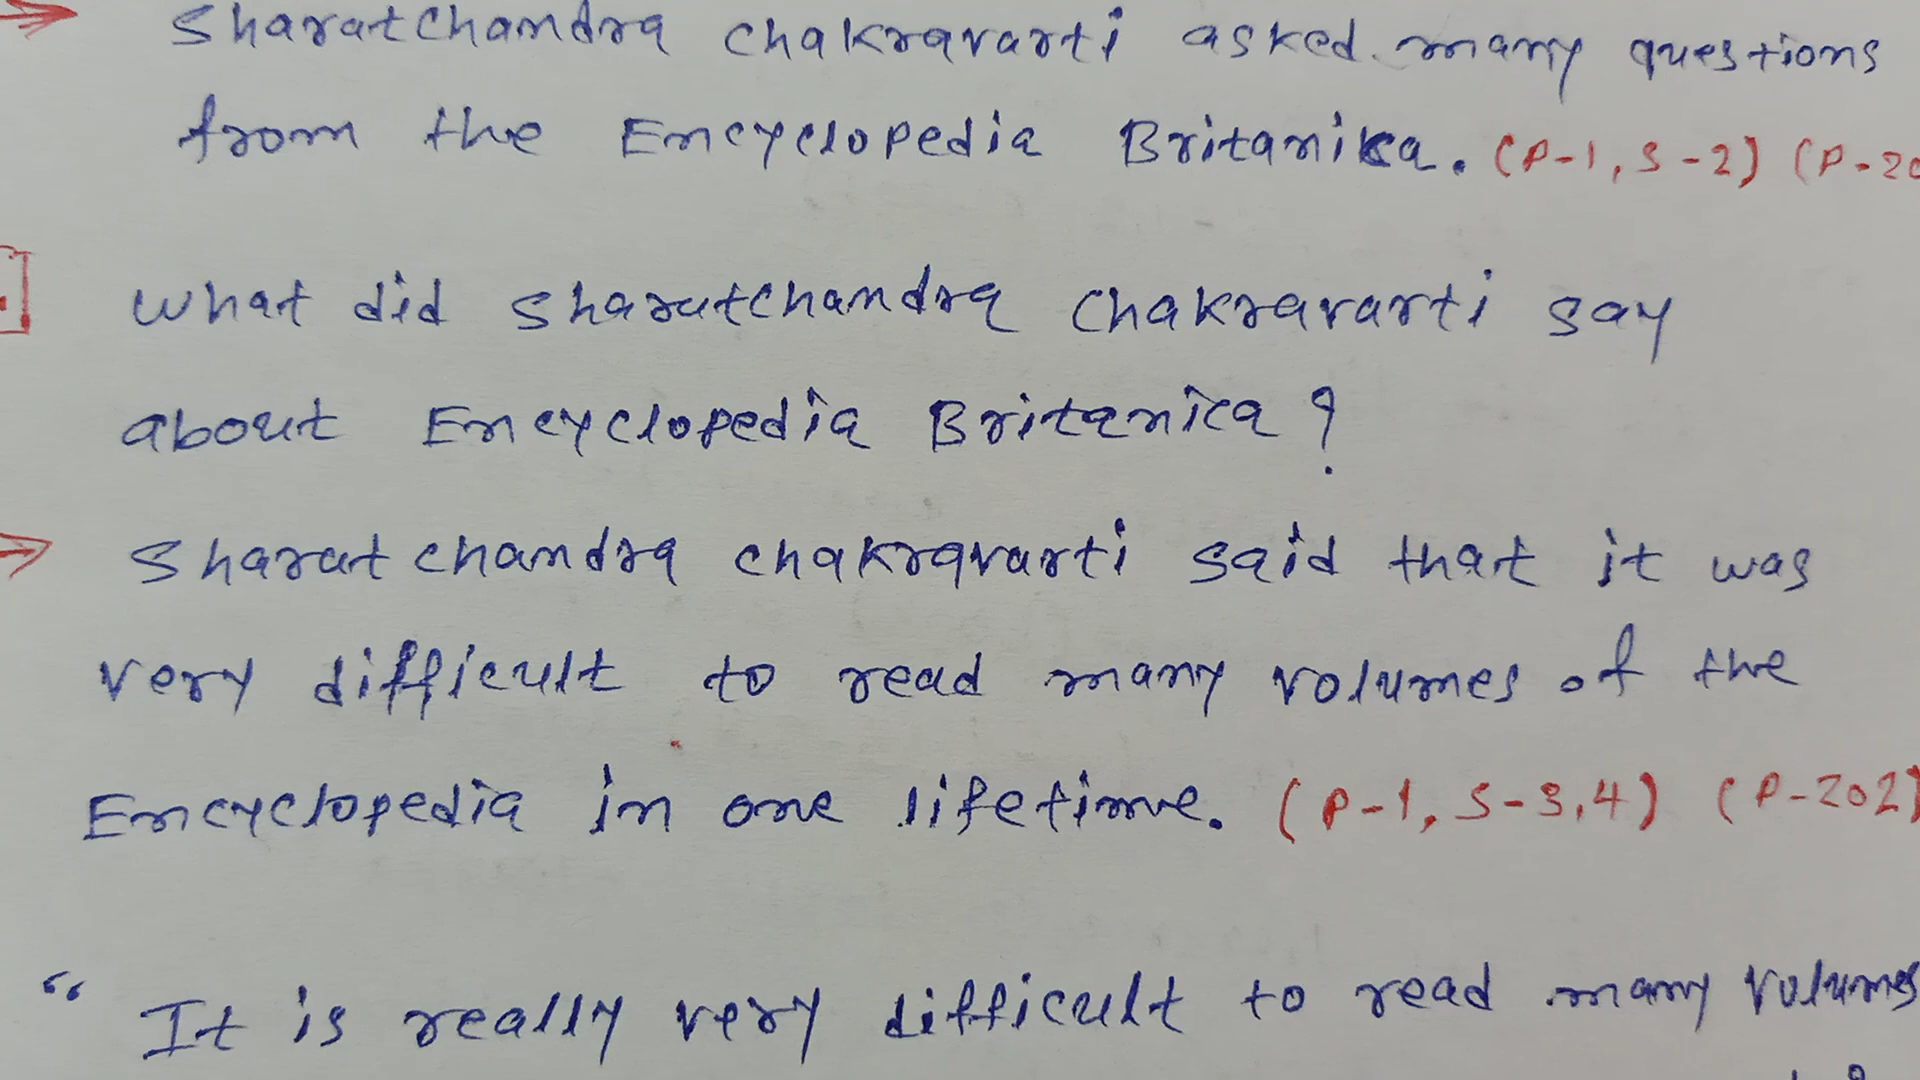 → Sharatchandra Chakravarti asked many questions
from the Encyclopedia Britanika. (P-1, S-2) (P-20
] What did Sharatchandra Chakravarti say
about Encyclopedia Britanica?
→ Sharatchandra Chakravarti said that it was
very difficult to read many volumes of the
Encyclopedia in one lifetime. (P-1, S-3,4) (P-202)
“ It is really very difficult to read many volumes